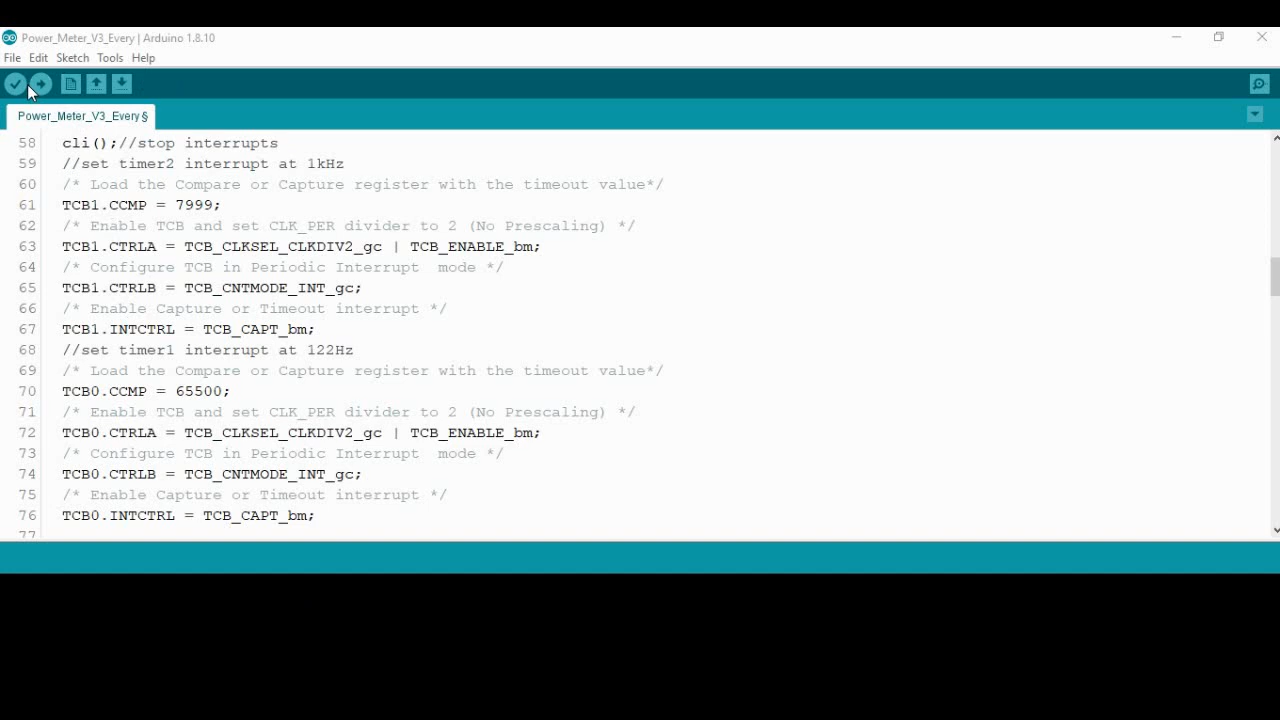 Power_Meter_V3_Every | Arduino 1.8.10
File Edit Sketch Tools Help
Power_Meter_V3_Every §
58 cli();//stop interrupts
59 //set timer2 interrupt at 1kHz
60 /* Load the Compare or Capture register with the timeout value*/
61 TCB1.CCMP = 7999;
62 /* Enable TCB and set CLK_PER divider to 2 (No Prescaling) */
63 TCB1.CTRLA = TCB_CLKSEL_CLKDIV2_gc | TCB_ENABLE_bm;
64 /* Configure TCB in Periodic Interrupt  mode */
65 TCB1.CTRLB = TCB_CNTMODE_INT_gc;
66 /* Enable Capture or Timeout interrupt */
67 TCB1.INTCTRL = TCB_CAPT_bm;
68 //set timer1 interrupt at 122Hz
69 /* Load the Compare or Capture register with the timeout value*/
70 TCB0.CCMP = 65500;
71 /* Enable TCB and set CLK_PER divider to 2 (No Prescaling) */
72 TCB0.CTRLA = TCB_CLKSEL_CLKDIV2_gc | TCB_ENABLE_bm;
73 /* Configure TCB in Periodic Interrupt  mode */
74 TCB0.CTRLB = TCB_CNTMODE_INT_gc;
75 /* Enable Capture or Timeout interrupt */
76 TCB0.INTCTRL = TCB_CAPT_bm;
77